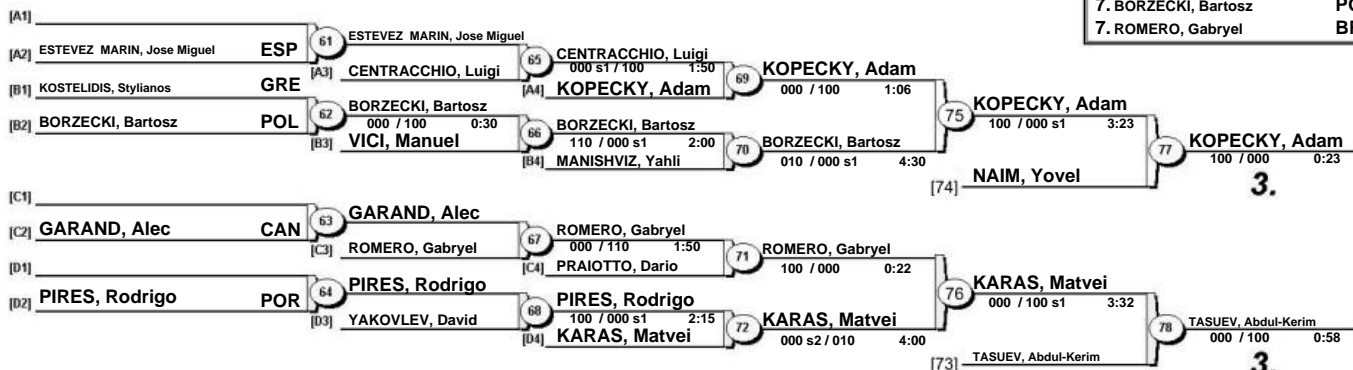 7. BORZECKI, Bartosz
7. ROMERO, Gabryel
[A1]
[A2] ESTEVEZ MARIN, Jose Miguel ESP
61
ESTEVEZ MARIN, Jose Miguel
[A3] CENTRACCHIO, Luigi
65
CENTRACCHIO, Luigi
000 s1 / 100 1:50
[A4] KOPECKY, Adam
69
KOPECKY, Adam
000 / 100 1:06
[B1] KOSTELIDIS, Stylianos GRE
[B2] BORZECKI, Bartosz POL
62
BORZECKI, Bartosz
000 / 100 0:30
[B3] VICI, Manuel
66
BORZECKI, Bartosz
110 / 000 s1 2:00
[B4] MANISHVIZ, Yahli
70
BORZECKI, Bartosz
010 / 000 s1 4:30
75
KOPECKY, Adam
100 / 000 s1 3:23
[74] NAIM, Yovel
77
KOPECKY, Adam
100 / 000 0:23
3.
[C1]
[C2] GARAND, Alec CAN
63
GARAND, Alec
[C3] ROMERO, Gabryel
67
ROMERO, Gabryel
000 / 110 1:50
[C4] PRAIOTTO, Dario
71
ROMERO, Gabryel
100 / 000 0:22
[D1]
[D2] PIRES, Rodrigo POR
64
PIRES, Rodrigo
[D3] YAKOVLEV, David
68
PIRES, Rodrigo
100 / 000 s1 2:15
[D4] KARAS, Matvei
72
KARAS, Matvei
000 s2 / 010 4:00
76
KARAS, Matvei
000 / 100 s1 3:32
[73] TASUEV, Abdul-Kerim
78
TASUEV, Abdul-Kerim
000 / 100 0:58
3.